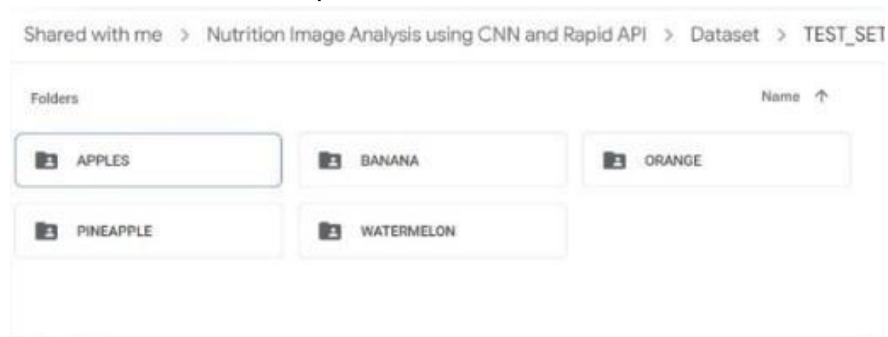 Shared with me > Nutrition Image Analysis using CNN and Rapid API > Dataset > TEST_SET
Folders Name ↑
APPLES BANANA ORANGE
PINEAPPLE WATERMELON